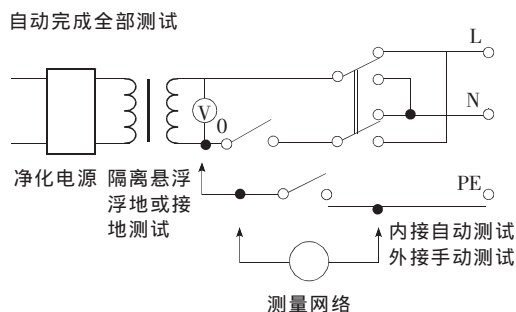 自动完成全部测试
L
V
0
N
净化电源
隔离悬浮
浮地或接
地测试
PE
内接自动测试
外接手动测试
测量网络